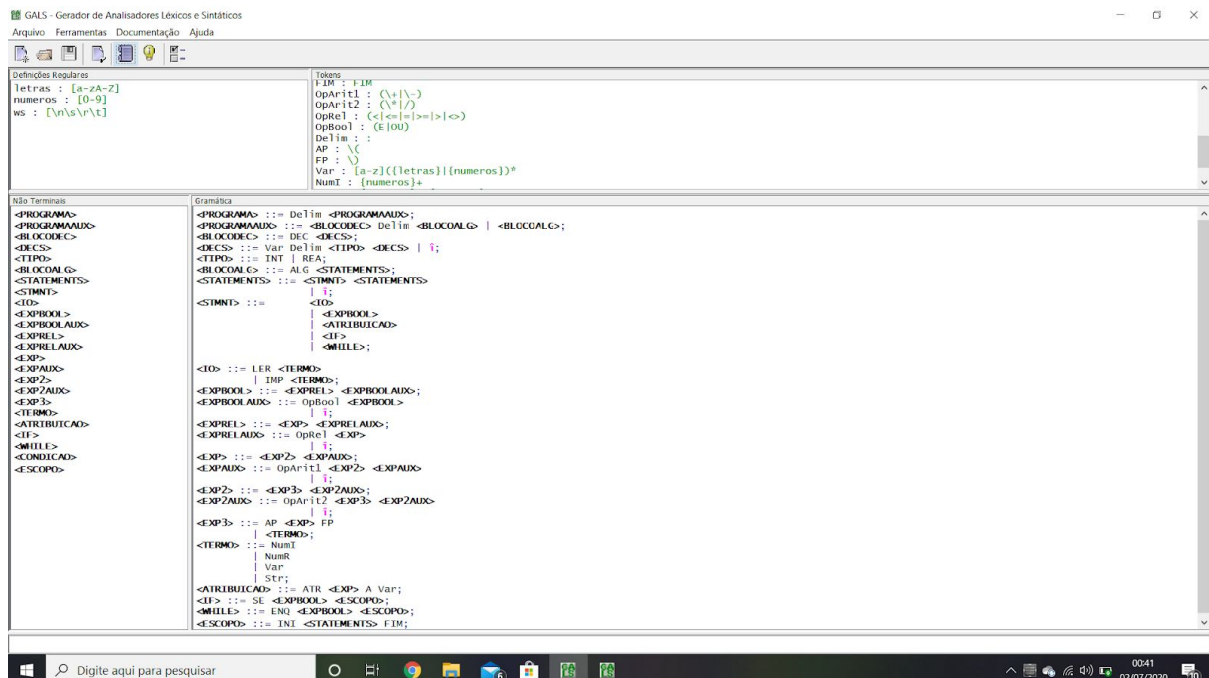 GALS - Gerador de Analisadores Léxicos e Sintáticos
Arquivo Ferramentas Documentação Ajuda
Definições Regulares
letras : [a-zA-Z]
numeros : [0-9]
ws : [\n\s\r\t]
Tokens
FIM : FIM
OpArit1 : (\+|\-)
OpArit2 : (\*|/)
OpRel : (<|<=|=|>=|>|<>)
OpBool : (E|OU)
Delim : :
AP : \(
FP : \)
Var : [a-z]({letras}|{numeros})*
NumI : {numeros}+
Não Terminais
<PROGRAMA>
<PROGRAMAAUX>
<BLOCODEC>
<DECS>
<TIPO>
<BLOCOALG>
<STATEMENTS>
<STMNT>
<IO>
<EXPBOOL>
<EXPBOOLAUX>
<EXPREL>
<EXPRELAUX>
<EXP>
<EXPAUX>
<EXP2>
<EXP2AUX>
<EXP3>
<TERMO>
<ATRIBUICAO>
<IF>
<WHILE>
<CONDICAO>
<ESCOPO>
Gramática
<PROGRAMA> ::= Delim <PROGRAMAAUX>;
<PROGRAMAAUX> ::= <BLOCODEC> Delim <BLOCOALG> | <BLOCOALG>;
<BLOCODEC> ::= DEC <DECS>;
<DECS> ::= Var Delim <TIPO> <DECS> | î;
<TIPO> ::= INT | REA;
<BLOCOALG> ::= ALG <STATEMENTS>;
<STATEMENTS> ::= <STMNT> <STATEMENTS>
| î;
<STMNT> ::= <IO>
| <EXPBOOL>
| <ATRIBUICAO>
| <IF>
| <WHILE>;
<IO> ::= LER <TERMO>
| IMP <TERMO>;
<EXPBOOL> ::= <EXPREL> <EXPBOOLAUX>;
<EXPBOOLAUX> ::= OpBool <EXPBOOL>
| î;
<EXPREL> ::= <EXP> <EXPRELAUX>;
<EXPRELAUX> ::= OpRel <EXP>
| î;
<EXP> ::= <EXP2> <EXPAUX>;
<EXPAUX> ::= OpArit1 <EXP2> <EXPAUX>
| î;
<EXP2> ::= <EXP3> <EXP2AUX>;
<EXP2AUX> ::= OpArit2 <EXP3> <EXP2AUX>
| î;
<EXP3> ::= AP <EXP> FP
| <TERMO>;
<TERMO> ::= NumI
| NumR
| Var
| Str;
<ATRIBUICAO> ::= ATR <EXP> A Var;
<IF> ::= SE <EXPBOOL> <ESCOPO>;
<WHILE> ::= ENQ <EXPBOOL> <ESCOPO>;
<ESCOPO> ::= INI <STATEMENTS> FIM;
Digite aqui para pesquisar
00:41
02/07/2020